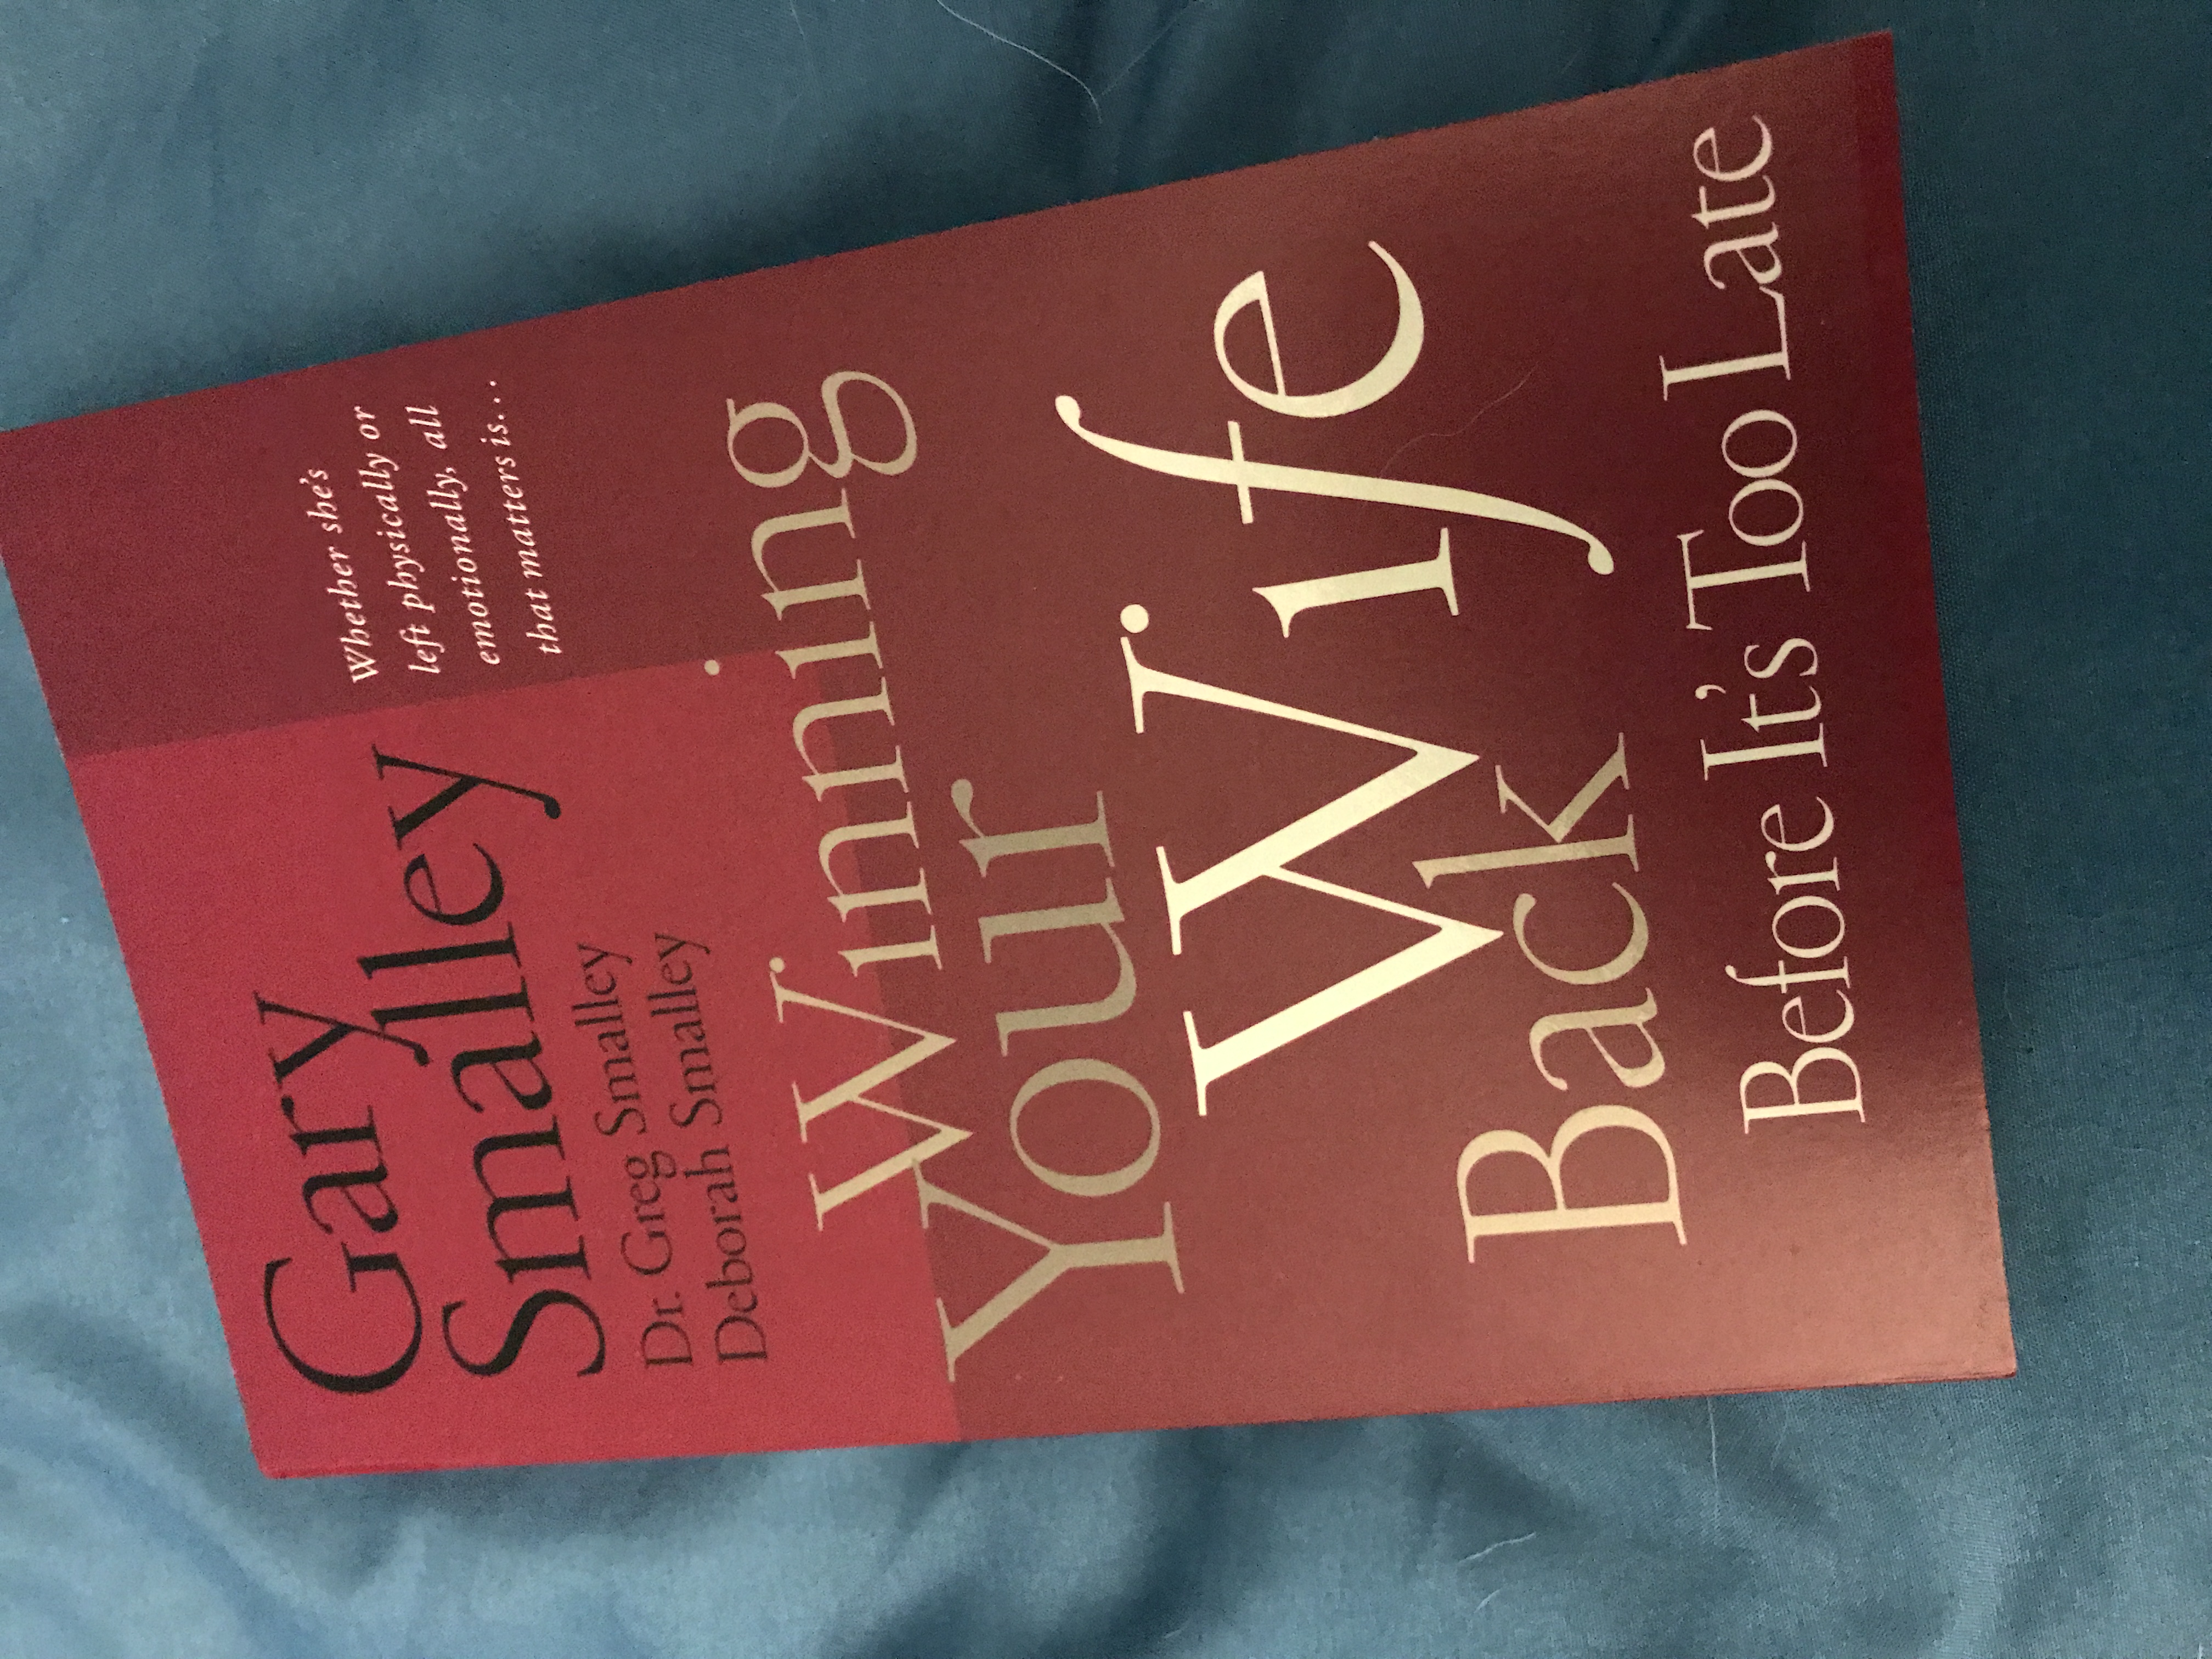 Whether she's
left physically or
emotionally, all
that matters is...
Gary
Smalley
Dr. Greg Smalley
Deborah Smalley
Winning
Your
Wife
Back
Before It's Too Late